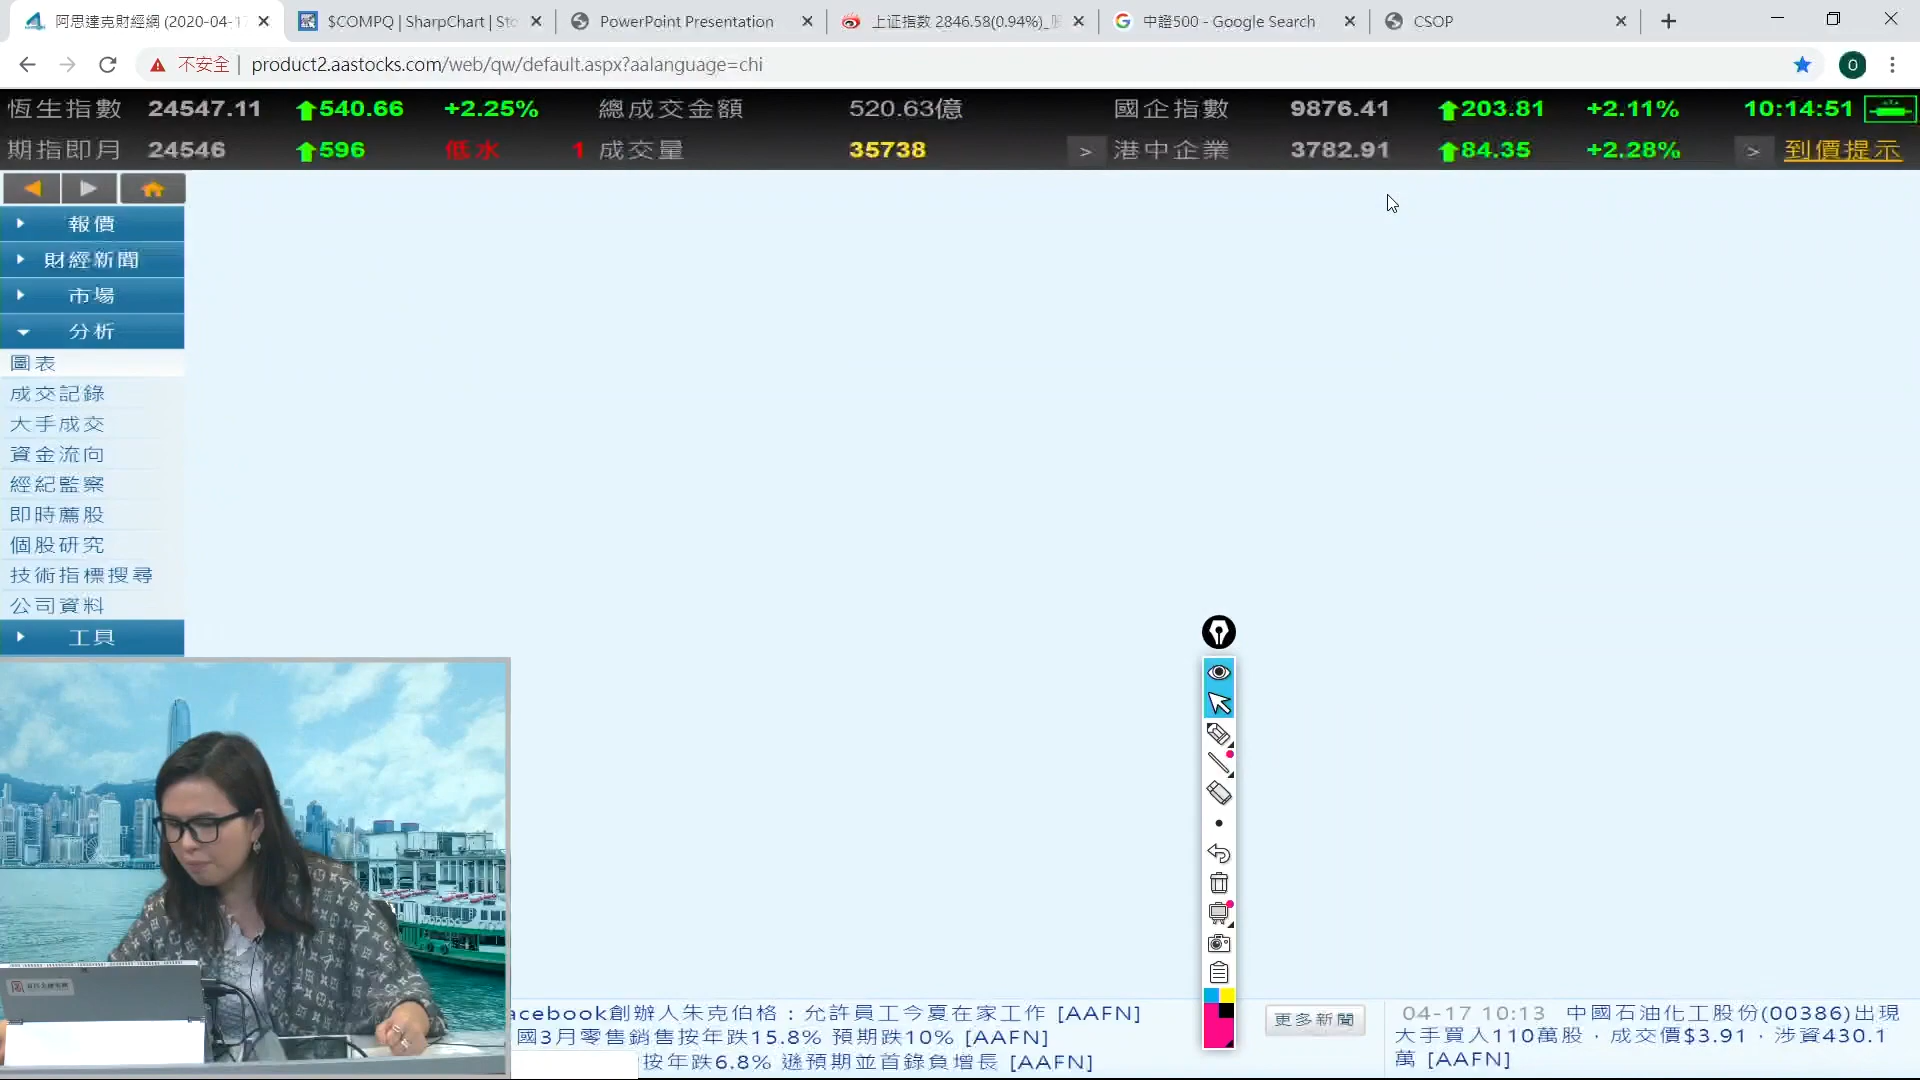 阿思達克財經網 (2020-04-17
$COMPQ | SharpChart | Sto
PowerPoint Presentation
上证指数 2846.58(0.94%)_
中證500 - Google Search
CSOP
不安全 | product2.aastocks.com/web/qw/default.aspx?aalanguage=chi
O
恆生指數 24547.11 540.66 +2.25% 總成交金額 520.63億 國企指數 9876.41 203.81 +2.11% 10:14:51
期指即月 24546 596 低水 1 成交量 35738 > 港中企業 3782.91 84.35 +2.28% > 到價提示
報價
財經新聞
市場
分析
圖表
成交記錄
大手成交
資金流向
經紀監察
即時薦股
個股研究
技術指標搜尋
公司資料
工具
acebook創辦人朱克伯格：允許員工今夏在家工作 [AAFN]
國3月零售銷售按年跌15.8% 預期跌10% [AAFN]
按年跌6.8% 遜預期並首錄負增長 [AAFN]
更多新聞
04-17 10:13 中國石油化工股份(00386)出現
大手買入110萬股，成交價$3.91，涉資430.1
萬 [AAFN]